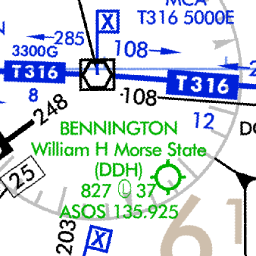 MCA
T316 5000E
X
285
108
3300G
T316
T316
8
108
248
12
BENNINGTON
William H Morse State
(DDH)
827 L 37
25
ASOS 135.925
203
X
61